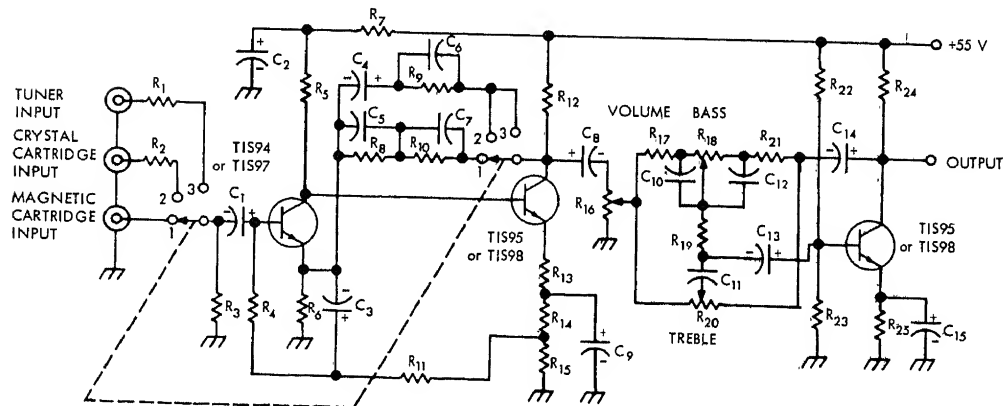 R7
+55 V
C2
C6
C4
R9
R5
R12
R22
R24
TUNER
INPUT
R1
2
3
VOLUME
BASS
C5
C7
C8
R17
R18
R21
C14
CRYSTAL
CARTRIDGE
INPUT
R2
TIS94
or TIS97
R8
R10
1
C10
C12
OUTPUT
2
3
MAGNETIC
CARTRIDGE
INPUT
1
C1
R16
TIS95
or TIS98
R19
C13
TIS95
or TIS98
C11
R13
R3
R4
R6
C3
R14
C9
R20
TREBLE
R23
R25
C15
R11
R15